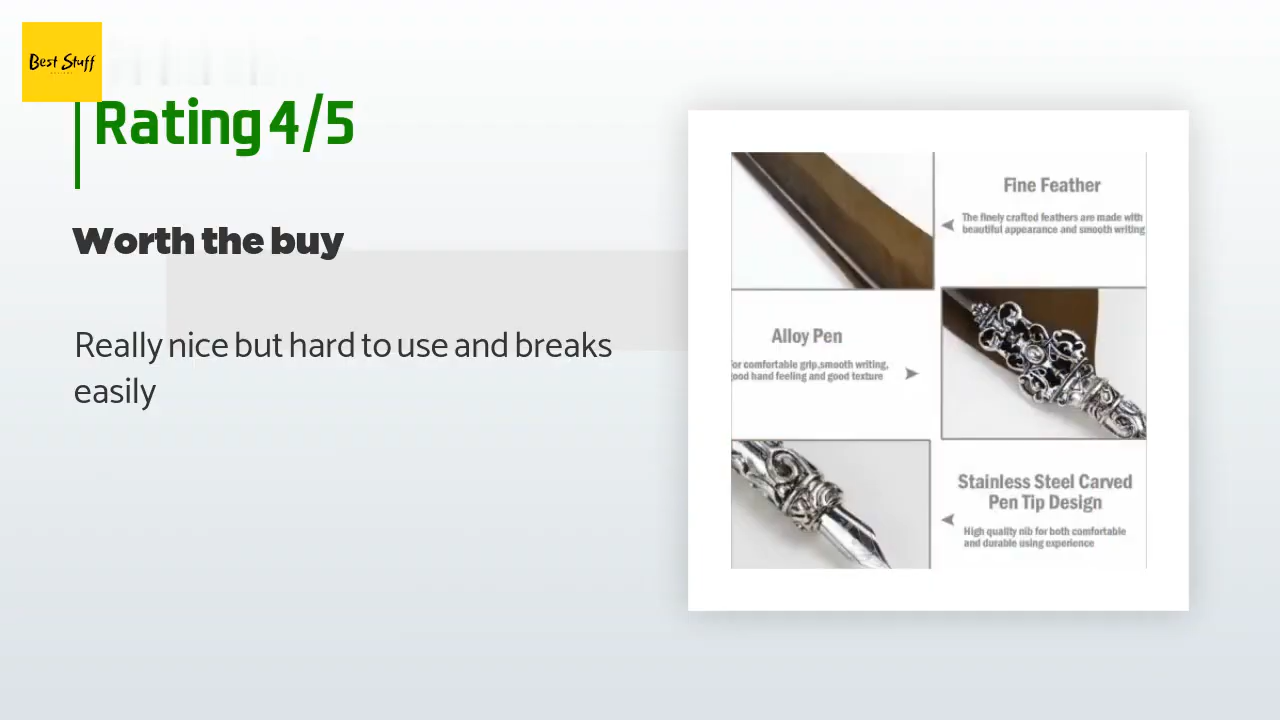 Best Stuff
Rating 4/5
Worth the buy
Really nice but hard to use and breaks
easily
Fine Feather
The finely crafted feathers are made with
beautiful appearance and smooth writing
Alloy Pen
or comfortable grip,smooth writing,
ood hand feeling and good texture
Stainless Steel Carved
Pen Tip Design
High quality nib for both comfortable
and durable using experience